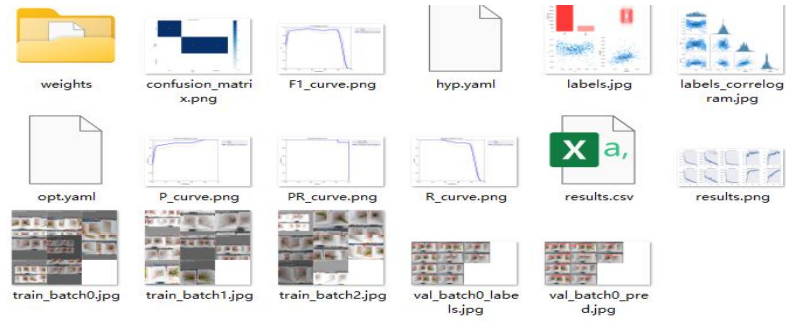 weights
confusion_matri
x.png
F1_curve.png
hyp.yaml
labels.jpg
labels_correlog
ram.jpg
opt.yaml
P_curve.png
PR_curve.png
R_curve.png
X a,
results.csv
results.png
train_batch0.jpg
train_batch1.jpg
train_batch2.jpg
val_batch0_labe
ls.jpg
val_batch0_pre
d.jpg